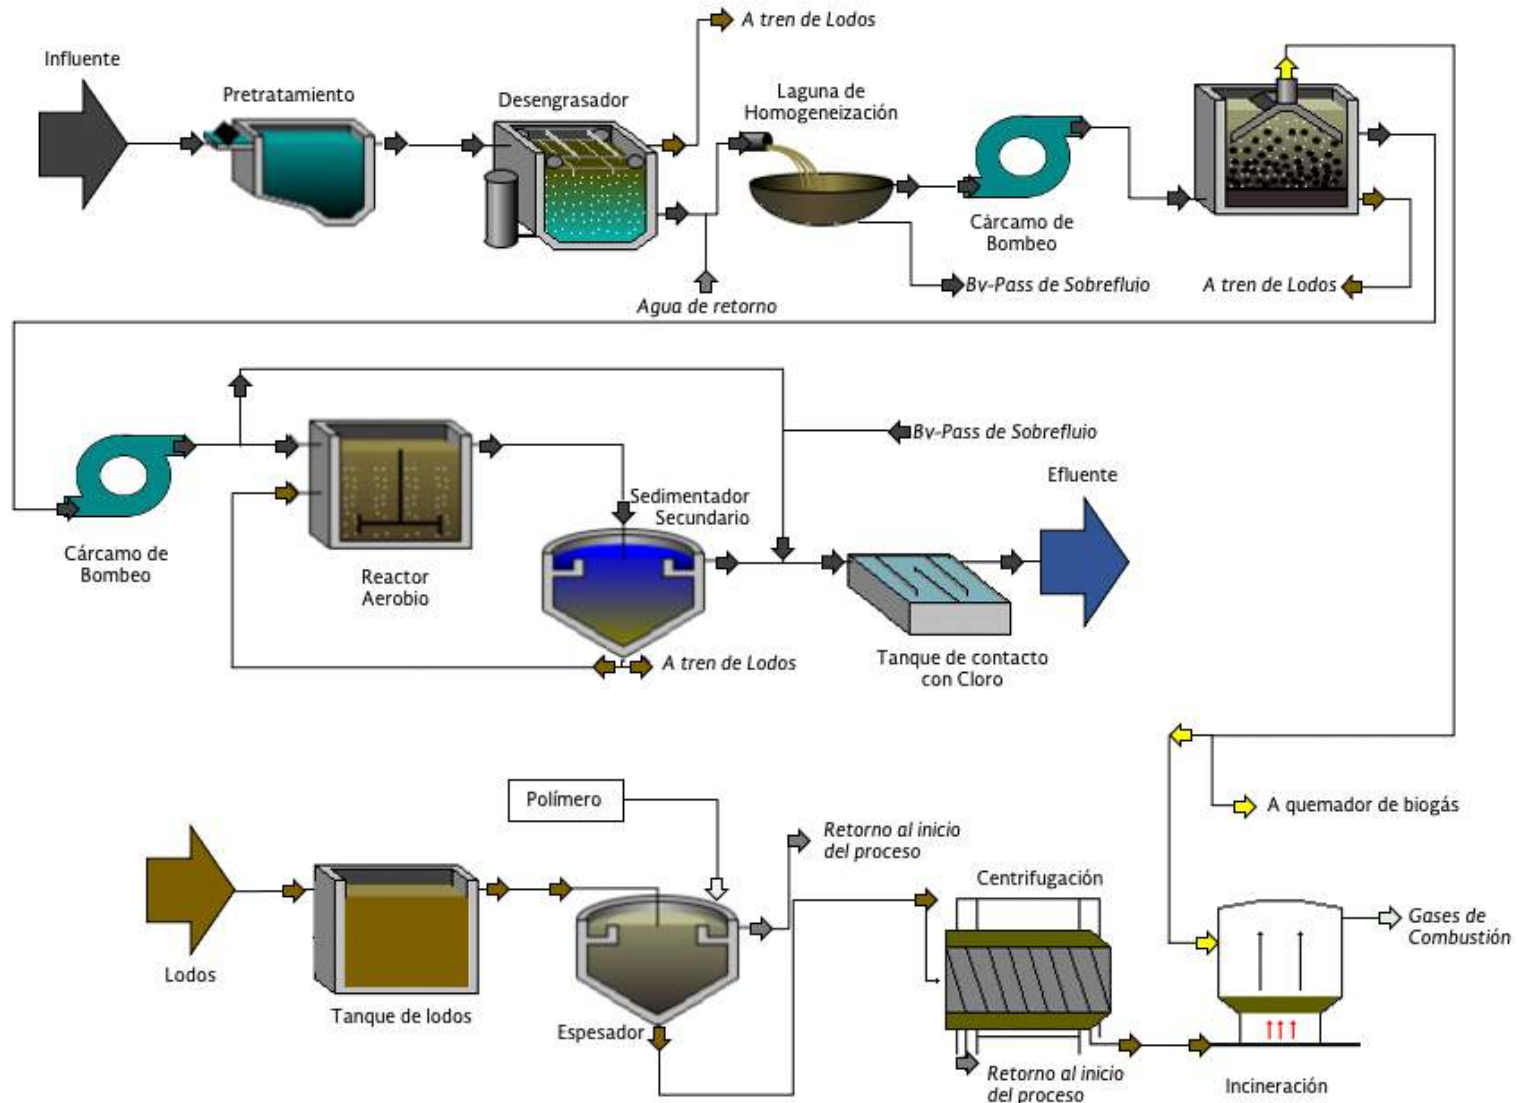 A tren de Lodos
Influente
Pretratamiento
Desengrasador
Laguna de
Homogeneización
Cárcamo de
Bombeo
Agua de retorno
By-Pass de Sobreflujo
A tren de Lodos
By-Pass de Sobreflujo
Efluente
Sedimentador
Secundario
Cárcamo de
Bombeo
Reactor
Aerobio
A tren de Lodos
Tanque de contacto
con Cloro
Polímero
A quemador de biogás
Retorno al inicio
del proceso
Centrifugación
Gases de
Combustión
Lodos
Tanque de lodos
Espesador
Retorno al inicio
del proceso
Incineración